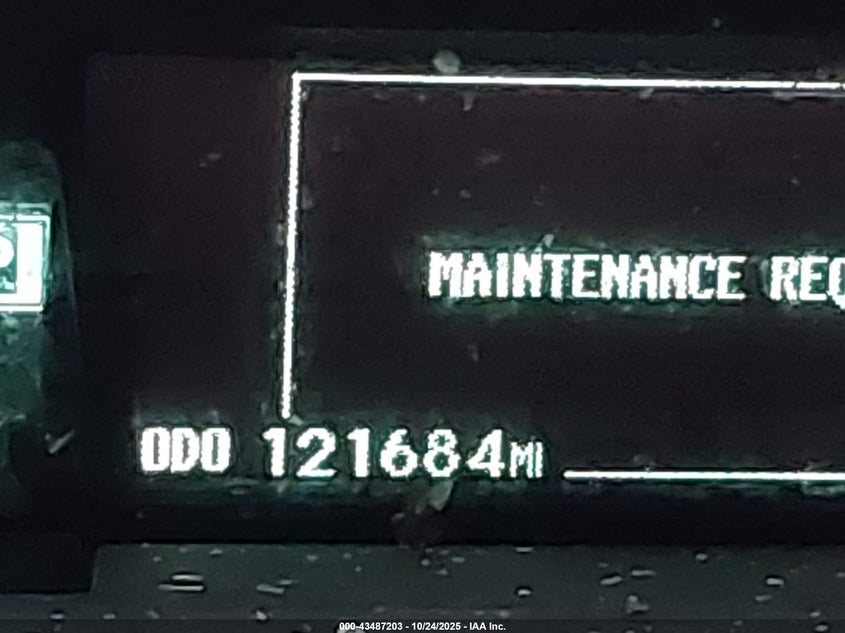 MAINTENANCE REQ
ODO 121684MI
000-43487203 - 10/24/2025 - IAA Inc.